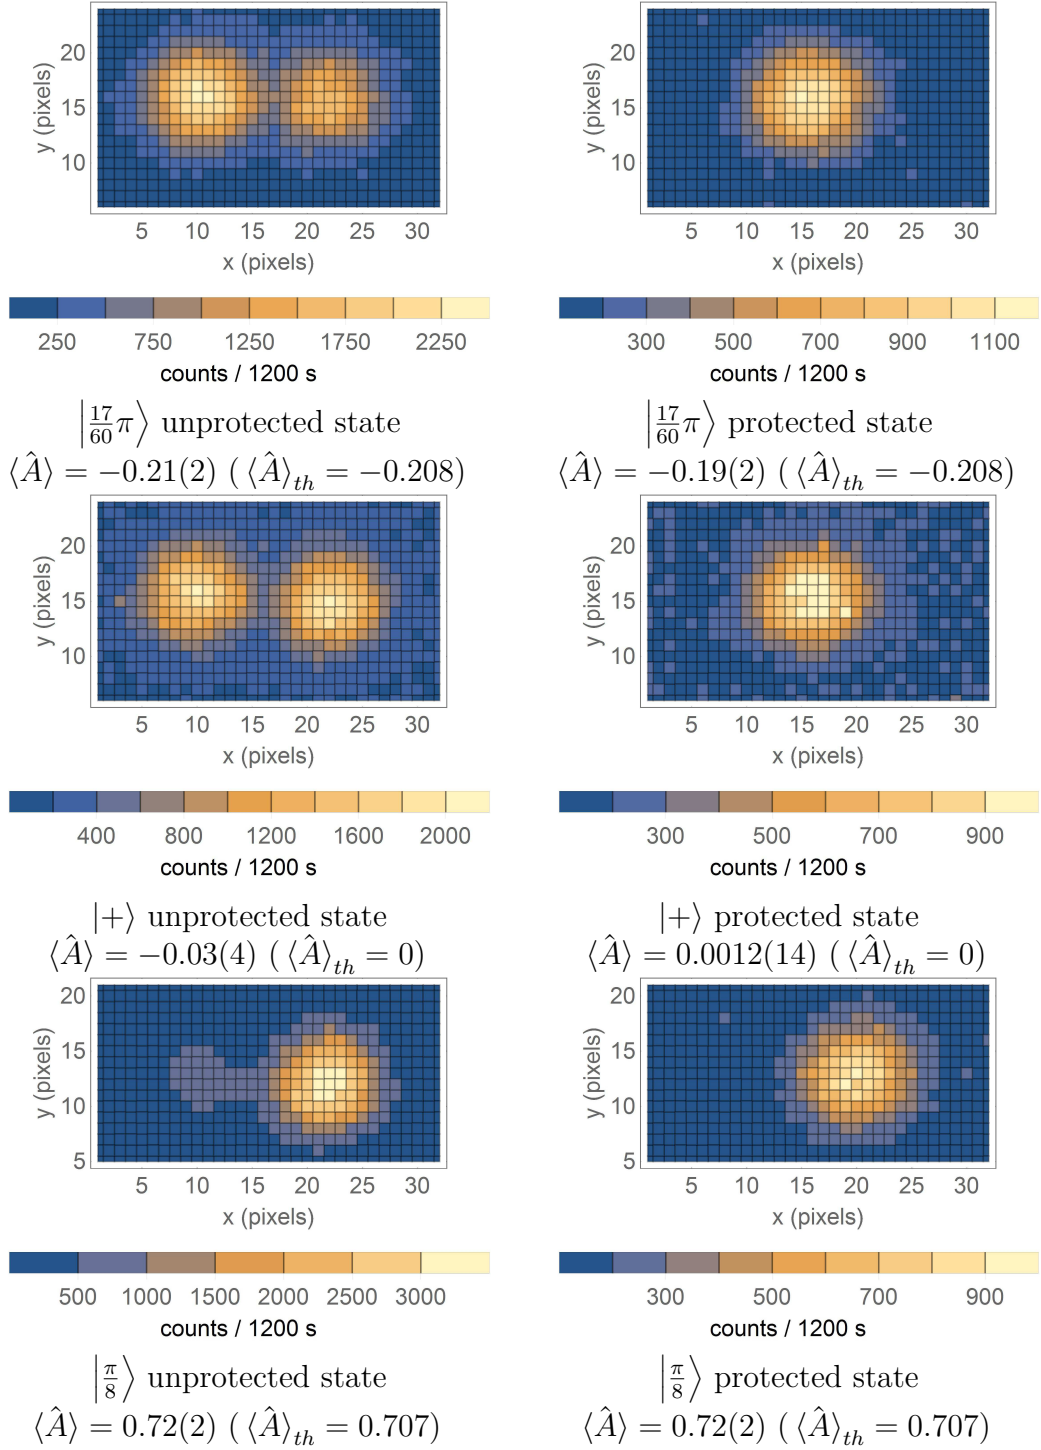 y (pixels)
20
15
10
5 10 15 20 25 30
x (pixels)
250 750 1250 1750 2250
counts / 1200 s
|17/60 π⟩ unprotected state
⟨Â⟩ = −0.21(2) (⟨Â⟩th = −0.208)
y (pixels)
20
15
10
5 10 15 20 25 30
x (pixels)
300 500 700 900 1100
counts / 1200 s
|17/60 π⟩ protected state
⟨Â⟩ = −0.19(2) (⟨Â⟩th = −0.208)
y (pixels)
20
15
10
5 10 15 20 25 30
x (pixels)
400 800 1200 1600 2000
counts / 1200 s
|+⟩ unprotected state
⟨Â⟩ = −0.03(4) (⟨Â⟩th = 0)
y (pixels)
20
15
10
5 10 15 20 25 30
x (pixels)
300 500 700 900
counts / 1200 s
|+⟩ protected state
⟨Â⟩ = 0.0012(14) (⟨Â⟩th = 0)
y (pixels)
20
15
10
5
5 10 15 20 25 30
x (pixels)
500 1000 1500 2000 2500 3000
counts / 1200 s
|π/8⟩ unprotected state
⟨Â⟩ = 0.72(2) (⟨Â⟩th = 0.707)
y (pixels)
20
15
10
5
5 10 15 20 25 30
x (pixels)
300 500 700 900
counts / 1200 s
|π/8⟩ protected state
⟨Â⟩ = 0.72(2) (⟨Â⟩th = 0.707)